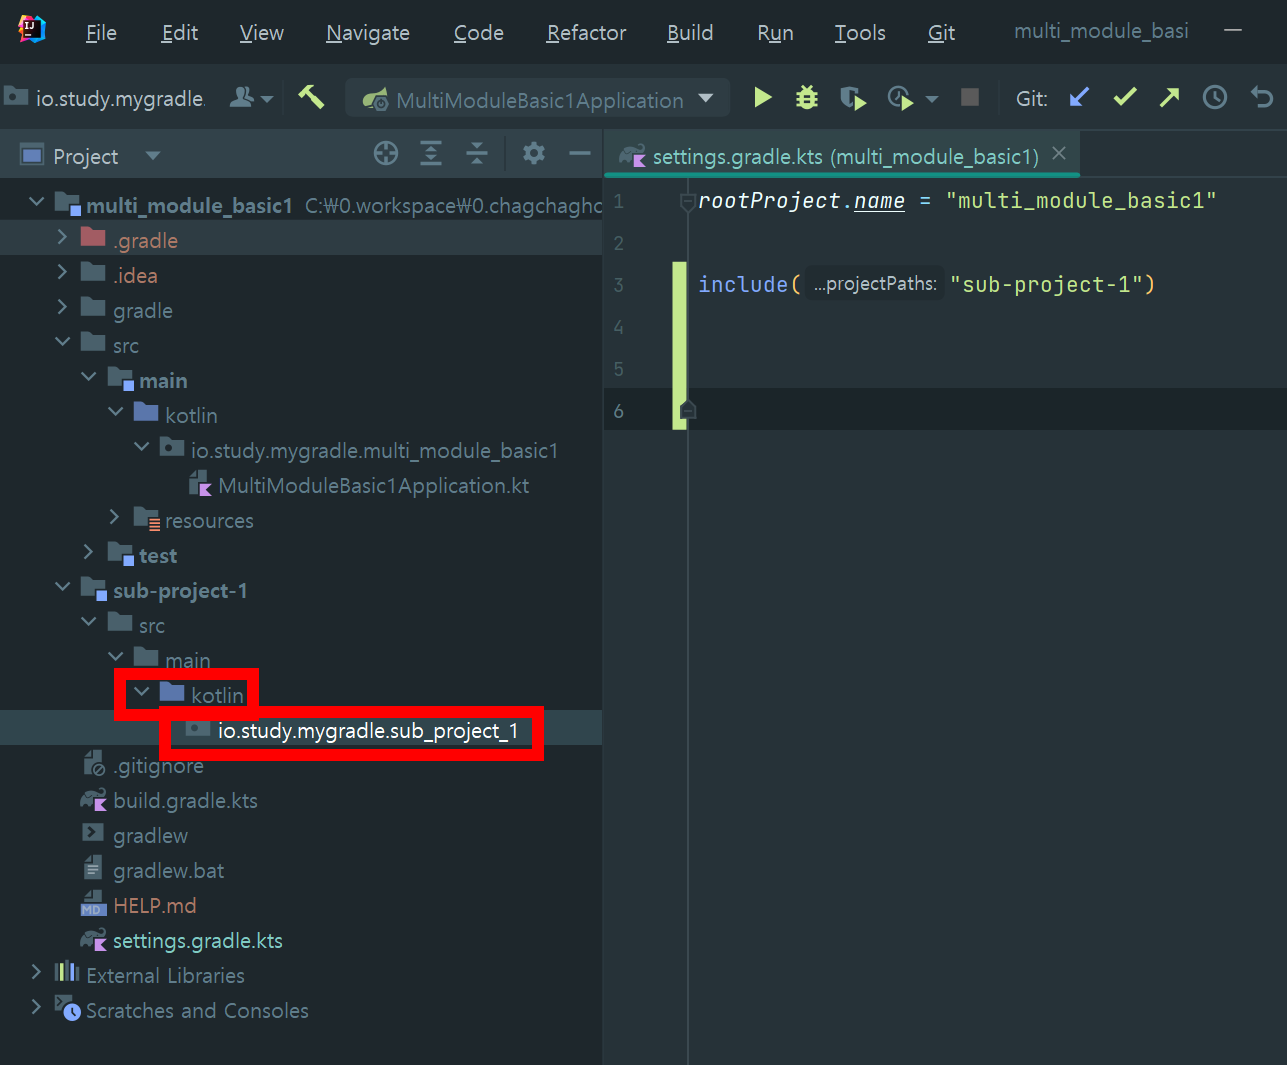 File Edit View Navigate Code Refactor Build Run Tools Git multi_module_basi
io.study.mygradle. MultiModuleBasic1Application Git:
Project
multi_module_basic1 C:₩0.workspace₩0.chagchagho
.gradle
.idea
gradle
src
main
kotlin
io.study.mygradle.multi_module_basic1
MultiModuleBasic1Application.kt
resources
test
sub-project-1
src
main
kotlin
io.study.mygradle.sub_project_1
.gitignore
build.gradle.kts
gradlew
gradlew.bat
HELP.md
settings.gradle.kts
External Libraries
Scratches and Consoles
settings.gradle.kts (multi_module_basic1)
1 rootProject.name = "multi_module_basic1"
2
3 include( ...projectPaths: "sub-project-1")
4
5
6